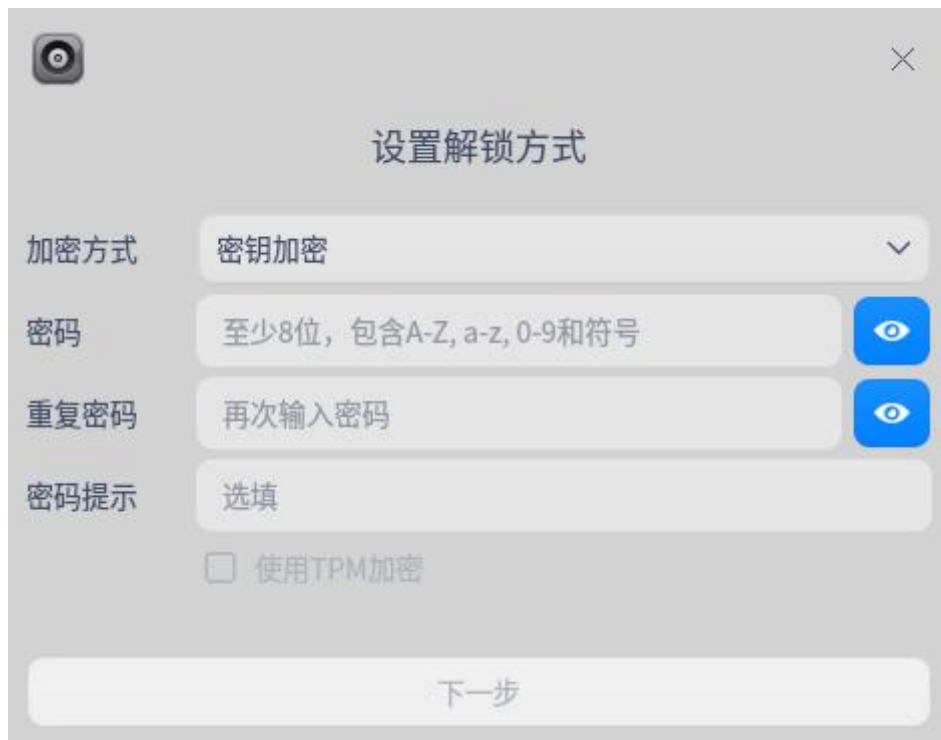 设置解锁方式
加密方式 密钥加密
密码 至少8位，包含A-Z, a-z, 0-9和符号
重复密码 再次输入密码
密码提示 选填
使用TPM加密
下一步